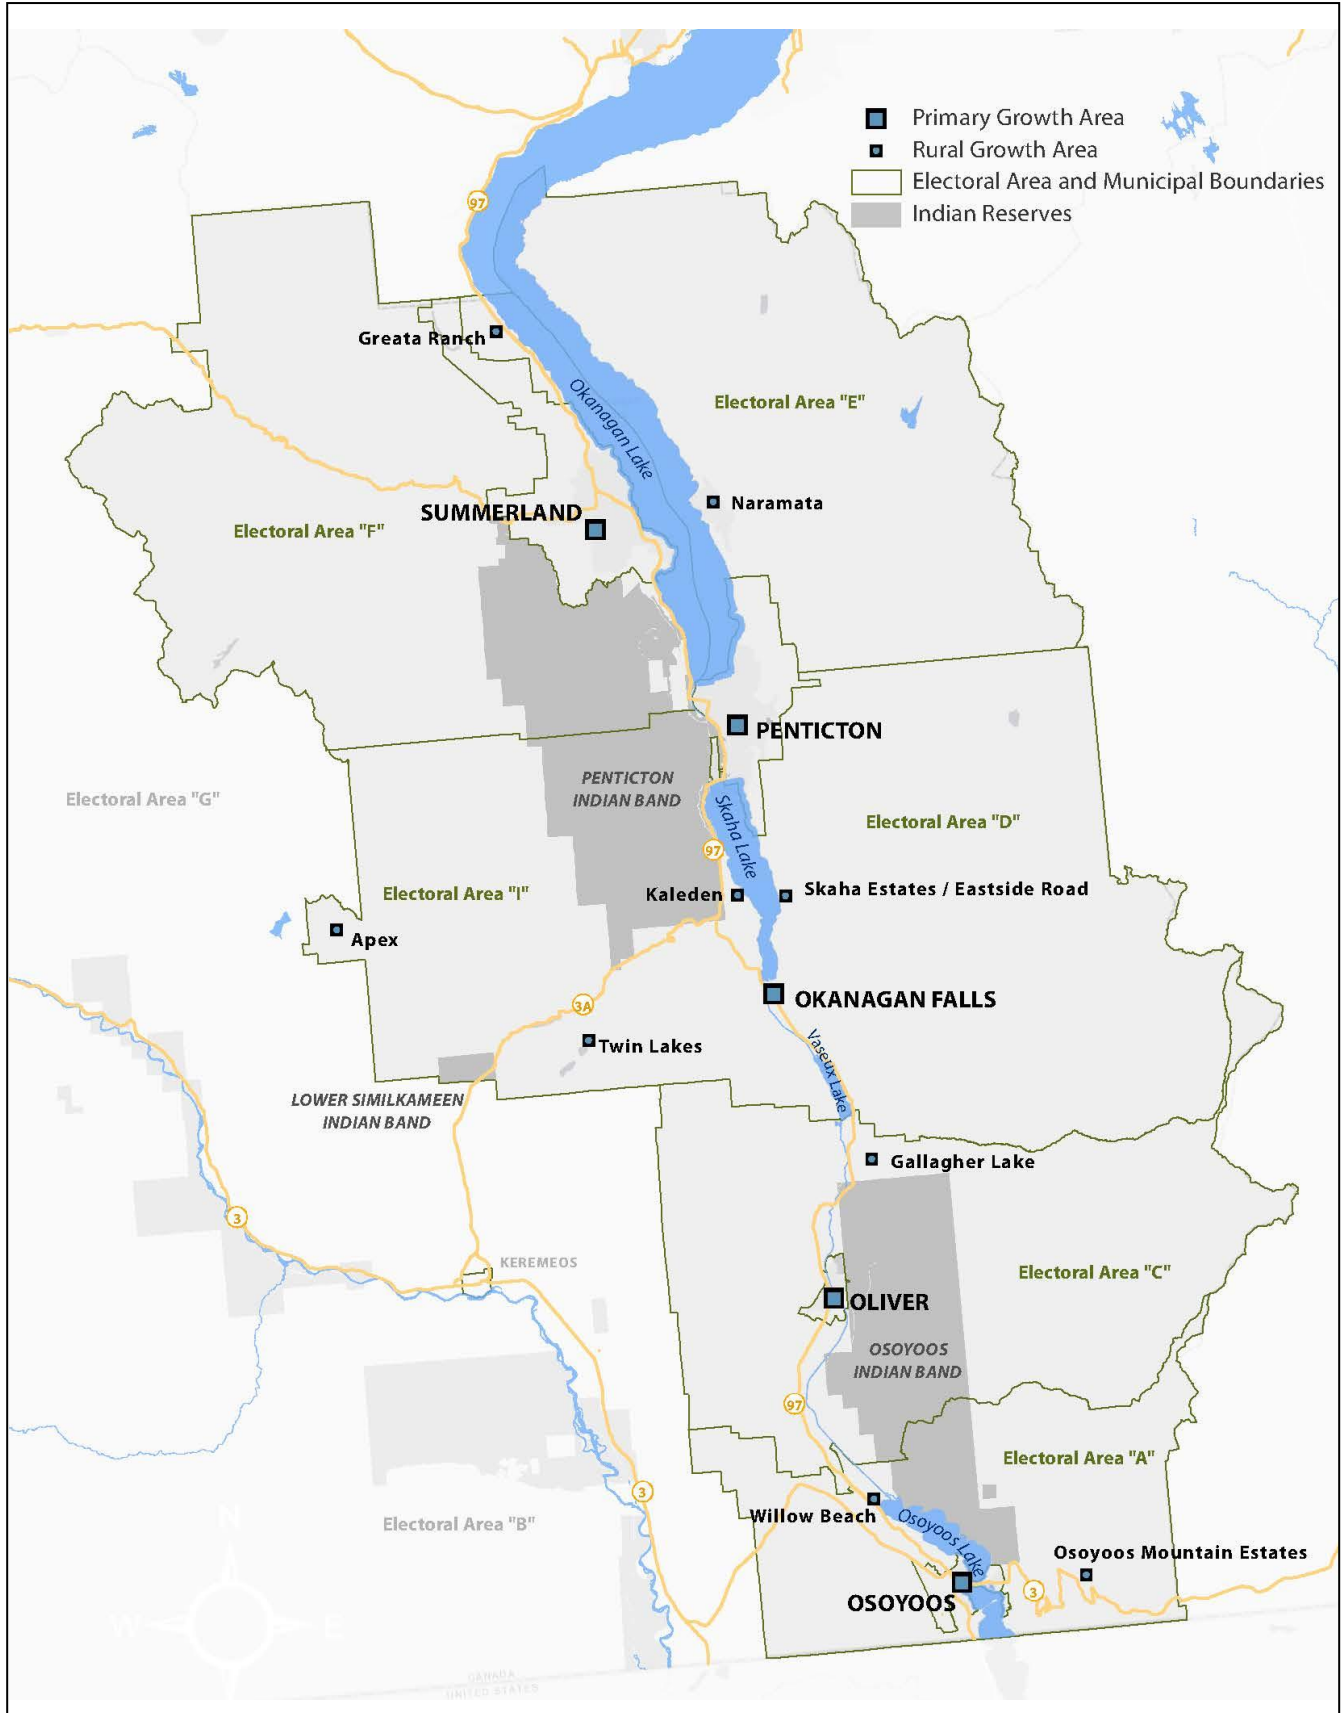 Primary Growth Area
Rural Growth Area
Electoral Area and Municipal Boundaries
Indian Reserves
97
Greata Ranch
Okanagan Lake
Electoral Area "E"
Naramata
SUMMERLAND
Electoral Area "F"
PENTICTON
PENTICTON
INDIAN BAND
Electoral Area "G"
Skaha Lake
Electoral Area "D"
97
Electoral Area "I"
Kaleden
Skaha Estates / Eastside Road
Apex
OKANAGAN FALLS
3A
Twin Lakes
Vaseux Lake
LOWER SIMILKAMEEN
INDIAN BAND
Gallagher Lake
3
KEREMEOS
Electoral Area "C"
OLIVER
OSOYOOS
INDIAN BAND
97
Electoral Area "A"
3
Willow Beach
Osoyoos Lake
Electoral Area "B"
Osoyoos Mountain Estates
3
OSOYOOS
N
W
E
CANADA
UNITED STATES